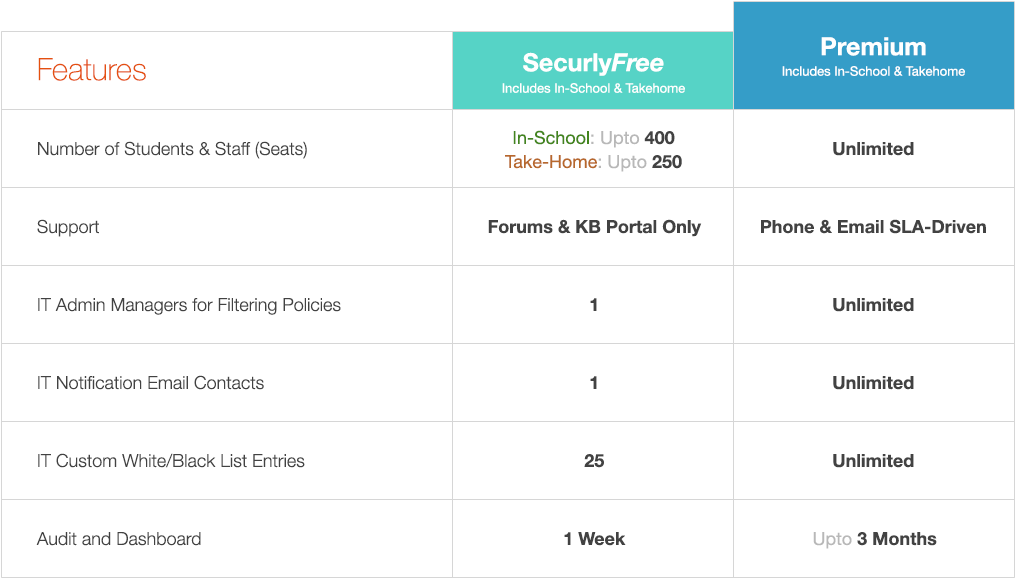 Features
SecurlyFree
Includes In-School & Takehome
Premium
Includes In-School & Takehome
Number of Students & Staff (Seats)
In-School: Upto 400
Take-Home: Upto 250
Unlimited
Support
Forums & KB Portal Only
Phone & Email SLA-Driven
IT Admin Managers for Filtering Policies
1
Unlimited
IT Notification Email Contacts
1
Unlimited
IT Custom White/Black List Entries
25
Unlimited
Audit and Dashboard
1 Week
Upto 3 Months